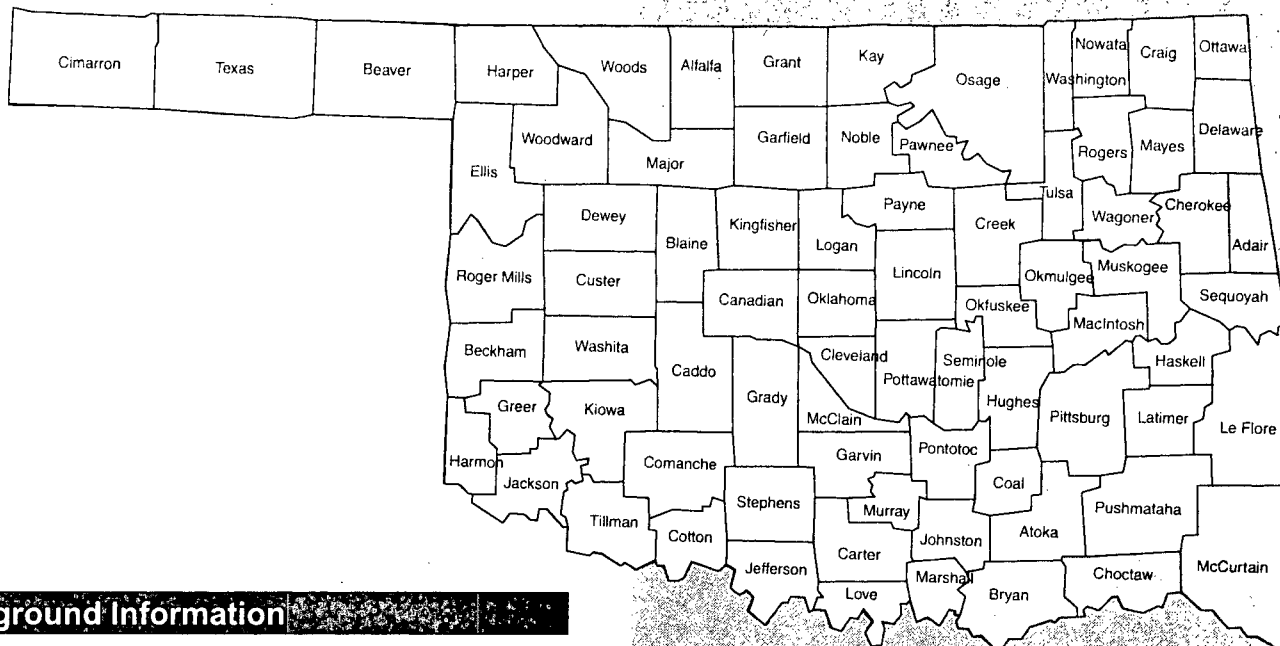 Cimarron
Texas
Beaver
Harper
Woods
Alfalfa
Grant
Kay
Osage
Washington
Nowata
Craig
Ottawa
Ellis
Woodward
Major
Garfield
Noble
Pawnee
Rogers
Mayes
Delaware
Dewey
Blaine
Kingfisher
Logan
Payne
Creek
Tulsa
Wagoner
Cherokee
Adair
Roger Mills
Custer
Canadian
Oklahoma
Lincoln
Okfuskee
Okmulgee
Muskogee
Sequoyah
Beckham
Washita
Caddo
Grady
Cleveland
McClain
Pottawatomie
Seminole
Hughes
MacIntosh
Haskell
Pittsburg
Latimer
Le Flore
Greer
Kiowa
Harmon
Jackson
Comanche
Garvin
Pontotoc
Coal
Tillman
Cotton
Stephens
Murray
Johnston
Atoka
Pushmataha
Jefferson
Carter
Love
Marshall
Bryan
Choctaw
McCurtain
ground Information